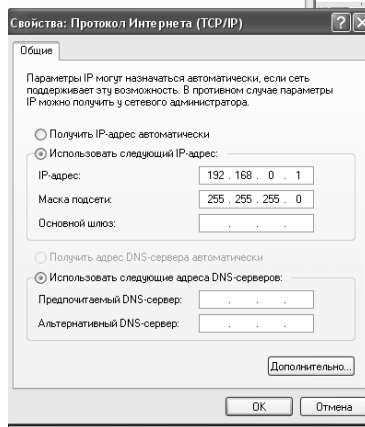 Свойства: Протокол Интернета (TCP/IP)
Общие
Параметры IP могут назначаться автоматически, если сеть
поддерживает эту возможность. В противном случае параметры
IP можно получить у сетевого администратора.
Получить IP-адрес автоматически
Использовать следующий IP-адрес:
IP-адрес: 192 . 168 . 0 . 1
Маска подсети: 255 . 255 . 255 . 0
Основной шлюз: . . .
Получить адрес DNS-сервера автоматически
Использовать следующие адреса DNS-серверов:
Предпочитаемый DNS-сервер: . . .
Альтернативный DNS-сервер: . . .
Дополнительно...
OK Отмена